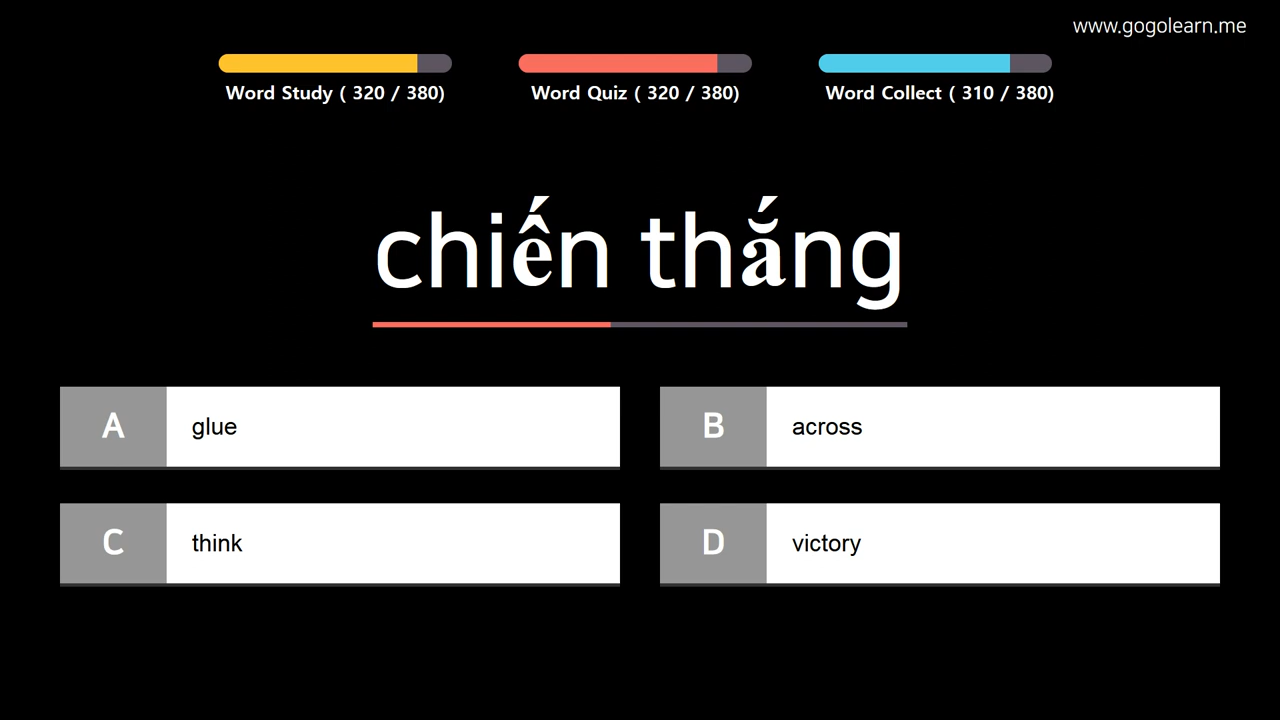 www.gogolearn.me
Word Study ( 320 / 380)
Word Quiz ( 320 / 380)
Word Collect ( 310 / 380)
chiến thắng
A glue
B across
C think
D victory